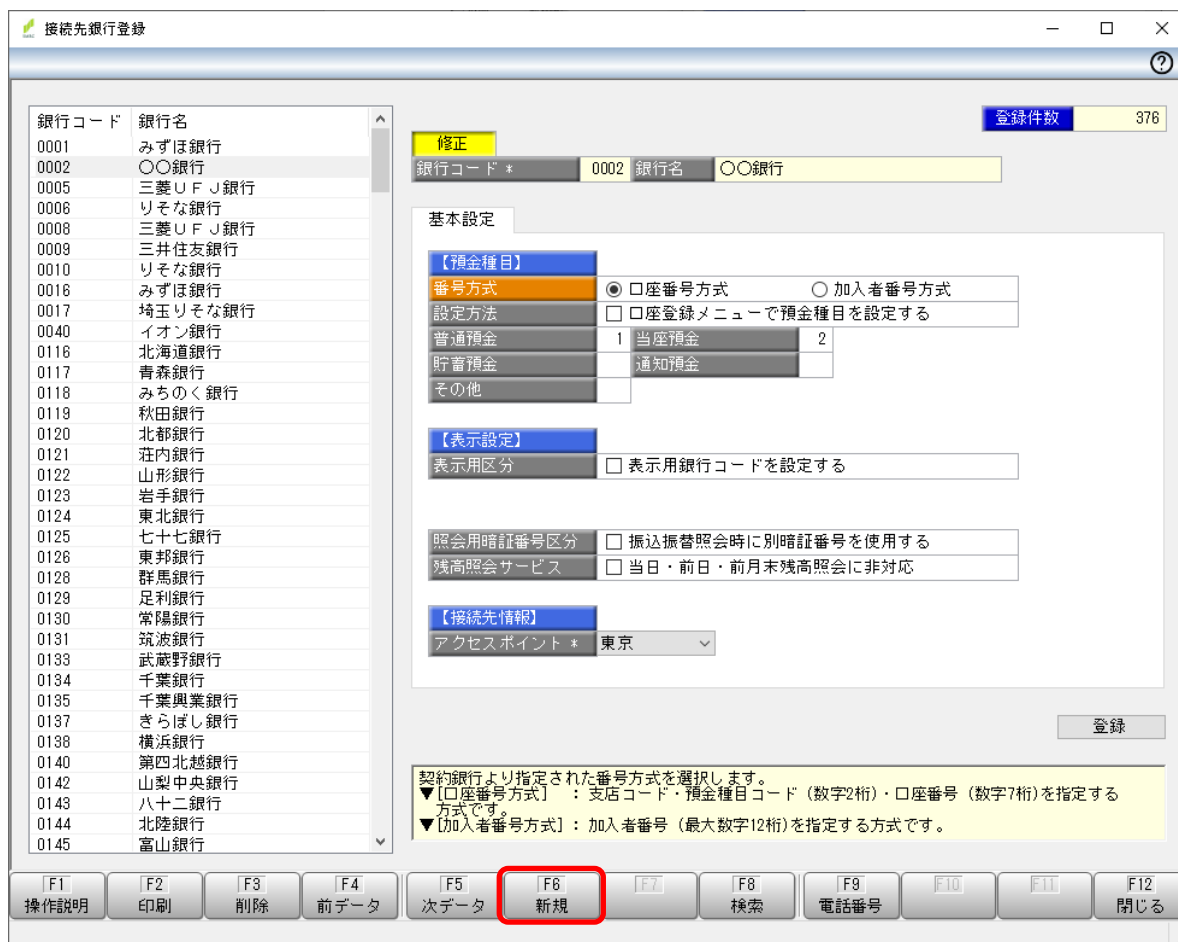 接続先銀行登録
銀行コード 銀行名
0001 みずほ銀行
0002 〇〇銀行
0005 三菱ＵＦＪ銀行
0006 りそな銀行
0008 三菱ＵＦＪ銀行
0009 三井住友銀行
0010 りそな銀行
0016 みずほ銀行
0017 埼玉りそな銀行
0040 イオン銀行
0116 北海道銀行
0117 青森銀行
0118 みちのく銀行
0119 秋田銀行
0120 北都銀行
0121 荘内銀行
0122 山形銀行
0123 岩手銀行
0124 東北銀行
0125 七十七銀行
0126 東邦銀行
0128 群馬銀行
0129 足利銀行
0130 常陽銀行
0131 筑波銀行
0133 武蔵野銀行
0134 千葉銀行
0135 千葉興業銀行
0137 きらぼし銀行
0138 横浜銀行
0140 第四北越銀行
0142 山梨中央銀行
0143 八十二銀行
0144 北陸銀行
0145 富山銀行
登録件数 376
修正
銀行コード * 0002 銀行名 〇〇銀行
基本設定
【預金種目】
番号方式 口座番号方式 加入者番号方式
設定方法 口座登録メニューで預金種目を設定する
普通預金 1 当座預金 2
貯蓄預金 通知預金
その他
【表示設定】
表示用区分 表示用銀行コードを設定する
照会用暗証番号区分 振込振替照会時に別暗証番号を使用する
残高照会サービス 当日・前日・前月末残高照会に非対応
【接続先情報】
アクセスポイント * 東京
登録
契約銀行より指定された番号方式を選択します。
▼[口座番号方式] ：支店コード・預金種目コード（数字2桁）・口座番号（数字7桁)を指定する
方式です。
▼[加入者番号方式]：加入者番号（最大数字12桁)を指定する方式です。
F1 F2 F3 F4 F5 F6 F7 F8 F9 F10 F11 F12
操作説明 印刷 削除 前データ 次データ 新規 検索 電話番号 閉じる